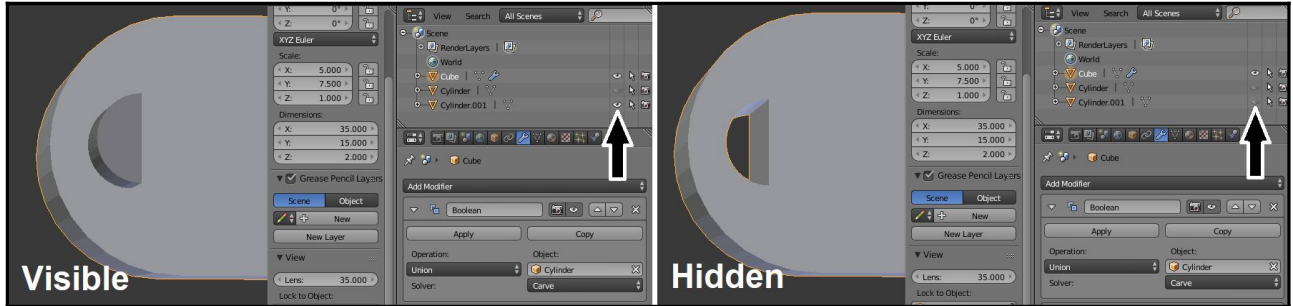 Y: 0°
Z: 0°
XYZ Euler
Scale:
X: 5.000
Y: 7.500
Z: 1.000
Dimensions:
X: 35.000
Y: 15.000
Z: 2.000
Grease Pencil Layers
Scene Object
New
New Layer
View
Lens: 35.000
Lock to Object:
View Search All Scenes
Scene
RenderLayers
World
Cube
Cylinder
Cylinder.001
Cube
Add Modifier
Boolean
Apply Copy
Operation: Object:
Union Cylinder
Solver: Carve
Visible
Y: 0°
Z: 0°
XYZ Euler
Scale:
X: 5.000
Y: 7.500
Z: 1.000
Dimensions:
X: 35.000
Y: 15.000
Z: 2.000
Grease Pencil Layers
Scene Object
New
New Layer
View
Lens: 35.000
Lock to Object:
View Search All Scenes
Scene
RenderLayers
World
Cube
Cylinder
Cylinder.001
Cube
Add Modifier
Boolean
Apply Copy
Operation: Object:
Union Cylinder
Solver: Carve
Hidden